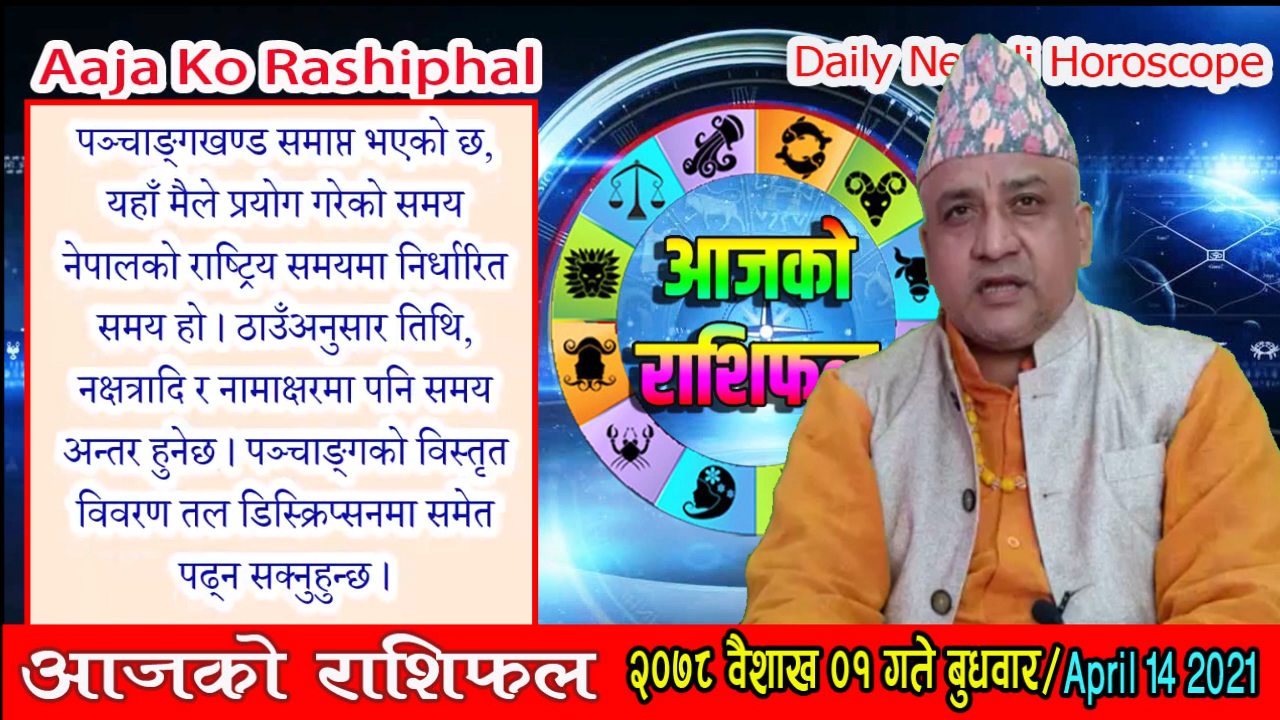 Aaja Ko Rashiphal
Daily Horoscope
पञ्चाङ्गखण्ड समाप्त भएको छ,
यहाँ मैले प्रयोग गरेको समय
नेपालको राष्ट्रिय समयमा निर्धारित
समय हो । ठाउँअनुसार तिथि,
नक्षत्रादि र नामाक्षरमा पनि समय
अन्तर हुनेछ । पञ्चाङ्गको विस्तृत
विवरण तल डिस्क्रिप्सनमा समेत
पढ्न सक्नुहुन्छ ।
आजको
राशिफल
आजको राशिफल
२०७८ वैशाख ०१ गते बुधवार/April 14 2021